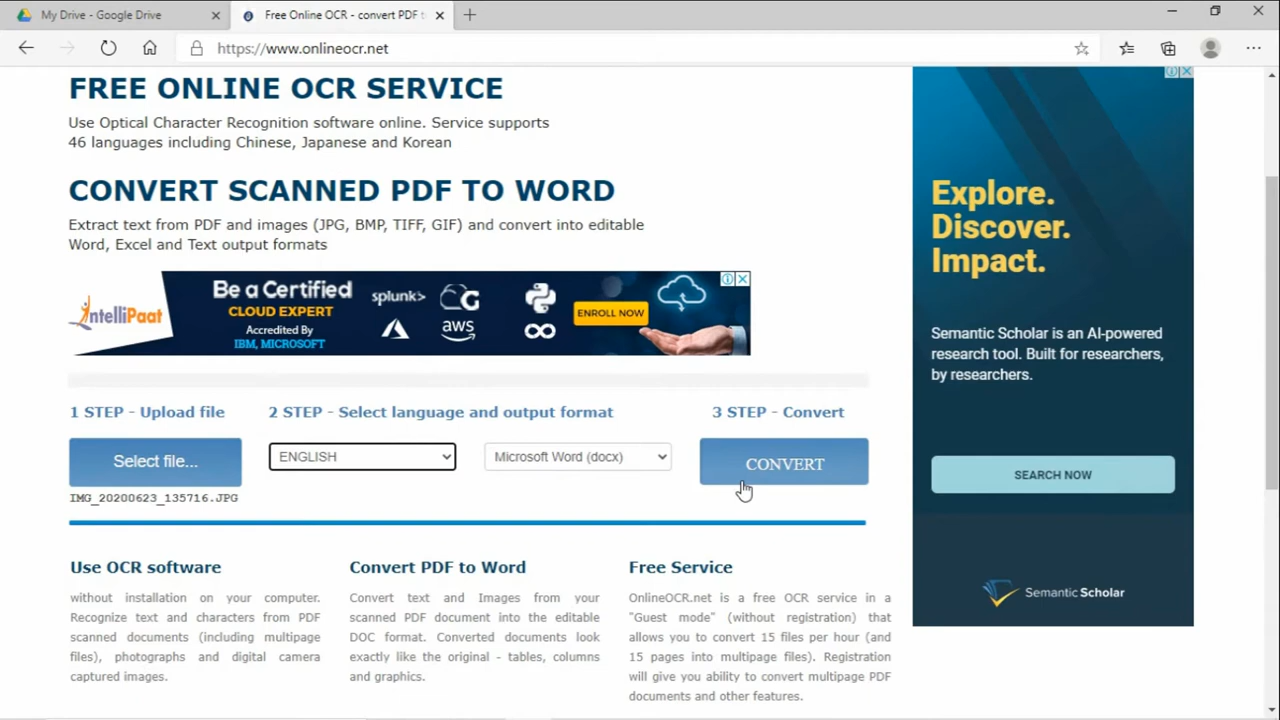 My Drive - Google Drive
Free Online OCR - convert PDF t
https://www.onlineocr.net
FREE ONLINE OCR SERVICE
Use Optical Character Recognition software online. Service supports
46 languages including Chinese, Japanese and Korean
CONVERT SCANNED PDF TO WORD
Extract text from PDF and images (JPG, BMP, TIFF, GIF) and convert into editable
Word, Excel and Text output formats
IntelliPaat
Be a Certified
CLOUD EXPERT
Accredited By
IBM, MICROSOFT
splunk>
aws
ENROLL NOW
1 STEP - Upload file
2 STEP - Select language and output format
3 STEP - Convert
Select file...
ENGLISH
Microsoft Word (docx)
CONVERT
IMG_20200623_135716.JPG
Use OCR software
without installation on your computer.
Recognize text and characters from PDF
scanned documents (including multipage
files), photographs and digital camera
captured images.
Convert PDF to Word
Convert text and Images from your
scanned PDF document into the editable
DOC format. Converted documents look
exactly like the original - tables, columns
and graphics.
Free Service
OnlineOCR.net is a free OCR service in a
"Guest mode" (without registration) that
allows you to convert 15 files per hour (and
15 pages into multipage files). Registration
will give you ability to convert multipage PDF
documents and other features.
Explore.
Discover.
Impact.
Semantic Scholar is an AI-powered
research tool. Built for researchers,
by researchers.
SEARCH NOW
Semantic Scholar